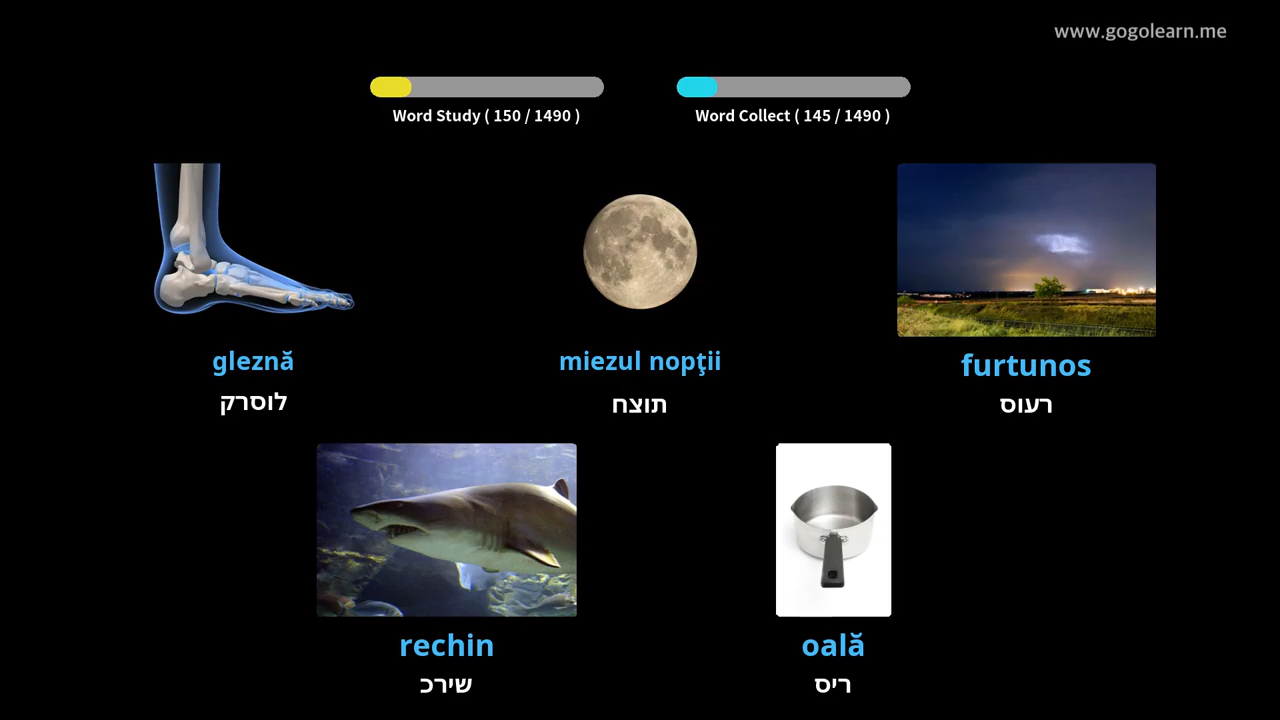 www.gogolearn.me
Word Study ( 150 / 1490 )
Word Collect ( 145 / 1490 )
gleznă
לוסרק
miezul nopţii
תוצח
furtunos
רעוס
rechin
שירכ
oală
ריס